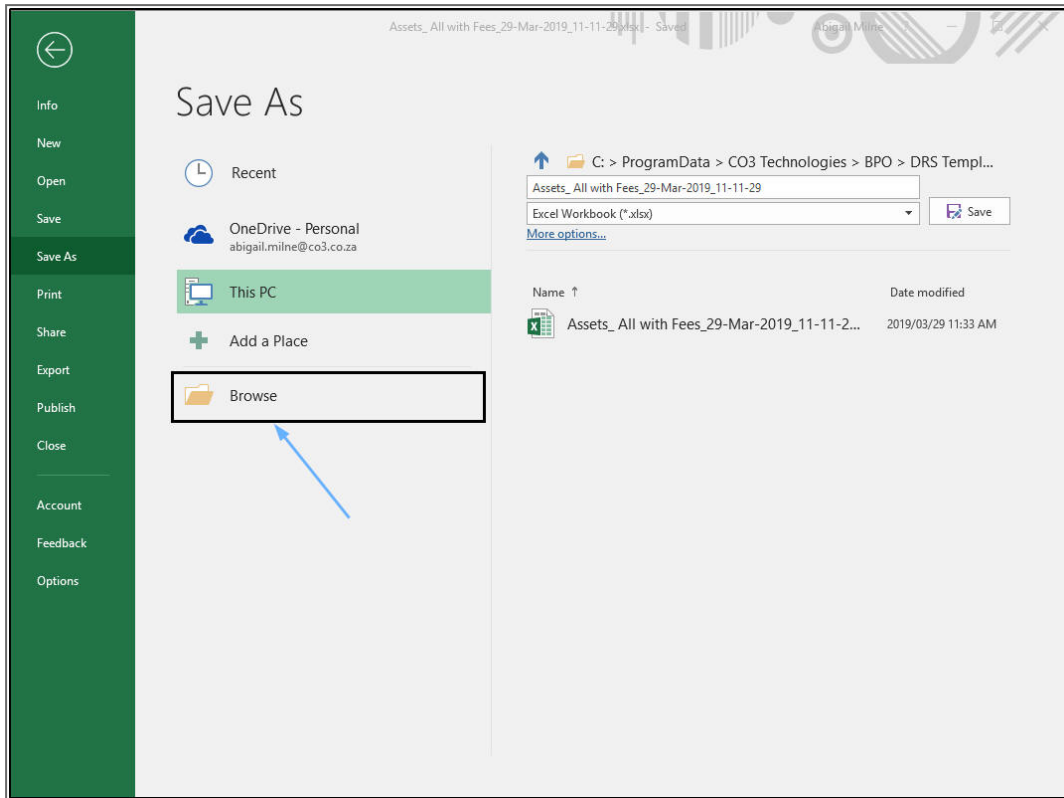 Assets_ All with Fees_29-Mar-2019_11-11-29.xlsx - Saved
Abigail Milne
?
Info
New
Open
Save
Save As
Print
Share
Export
Publish
Close
Account
Feedback
Options
Save As
Recent
OneDrive - Personal
abigail.milne@co3.co.za
This PC
Add a Place
Browse
C: > ProgramData > CO3 Technologies > BPO > DRS Templ...
Assets_ All with Fees_29-Mar-2019_11-11-29
Excel Workbook (*.xlsx)
Save
More options...
Name ↑
Date modified
Assets_ All with Fees_29-Mar-2019_11-11-2...
2019/03/29 11:33 AM